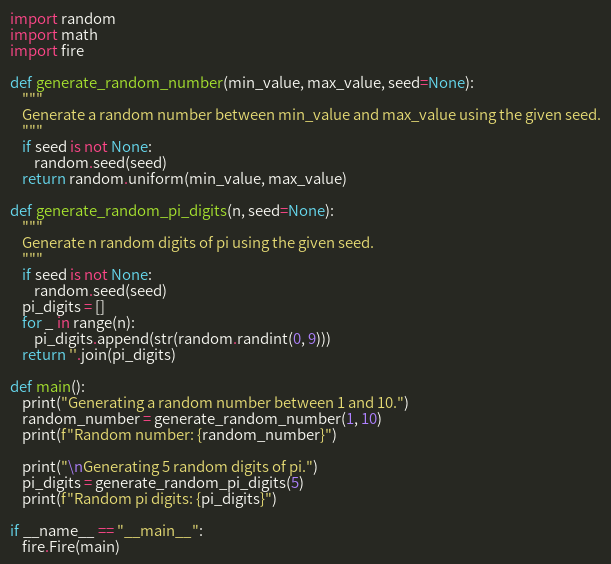 import random
import math
import fire

def generate_random_number(min_value, max_value, seed=None):
    """
    Generate a random number between min_value and max_value using the given seed.
    """
    if seed is not None:
        random.seed(seed)
    return random.uniform(min_value, max_value)

def generate_random_pi_digits(n, seed=None):
    """
    Generate n random digits of pi using the given seed.
    """
    if seed is not None:
        random.seed(seed)
    pi_digits = []
    for _ in range(n):
        pi_digits.append(str(random.randint(0, 9)))
    return ''.join(pi_digits)

def main():
    print("Generating a random number between 1 and 10.")
    random_number = generate_random_number(1, 10)
    print(f"Random number: {random_number}")

    print("\nGenerating 5 random digits of pi.")
    pi_digits = generate_random_pi_digits(5)
    print(f"Random pi digits: {pi_digits}")

if __name__ == "__main__":
    fire.Fire(main)